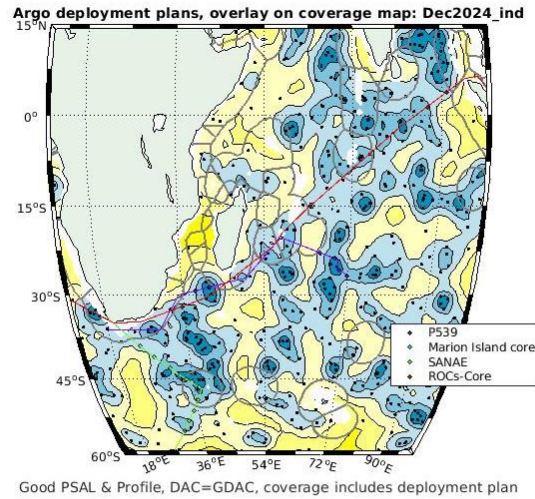 Argo deployment plans, overlay on coverage map: Dec2024_ind
15°N
0°
15°S
30°S
45°S
60°S
18°E 36°E 54°E 72°E 90°E
P539
Marion Island core
SANAE
ROCs-Core
Good PSAL & Profile, DAC=GDAC, coverage includes deployment plan